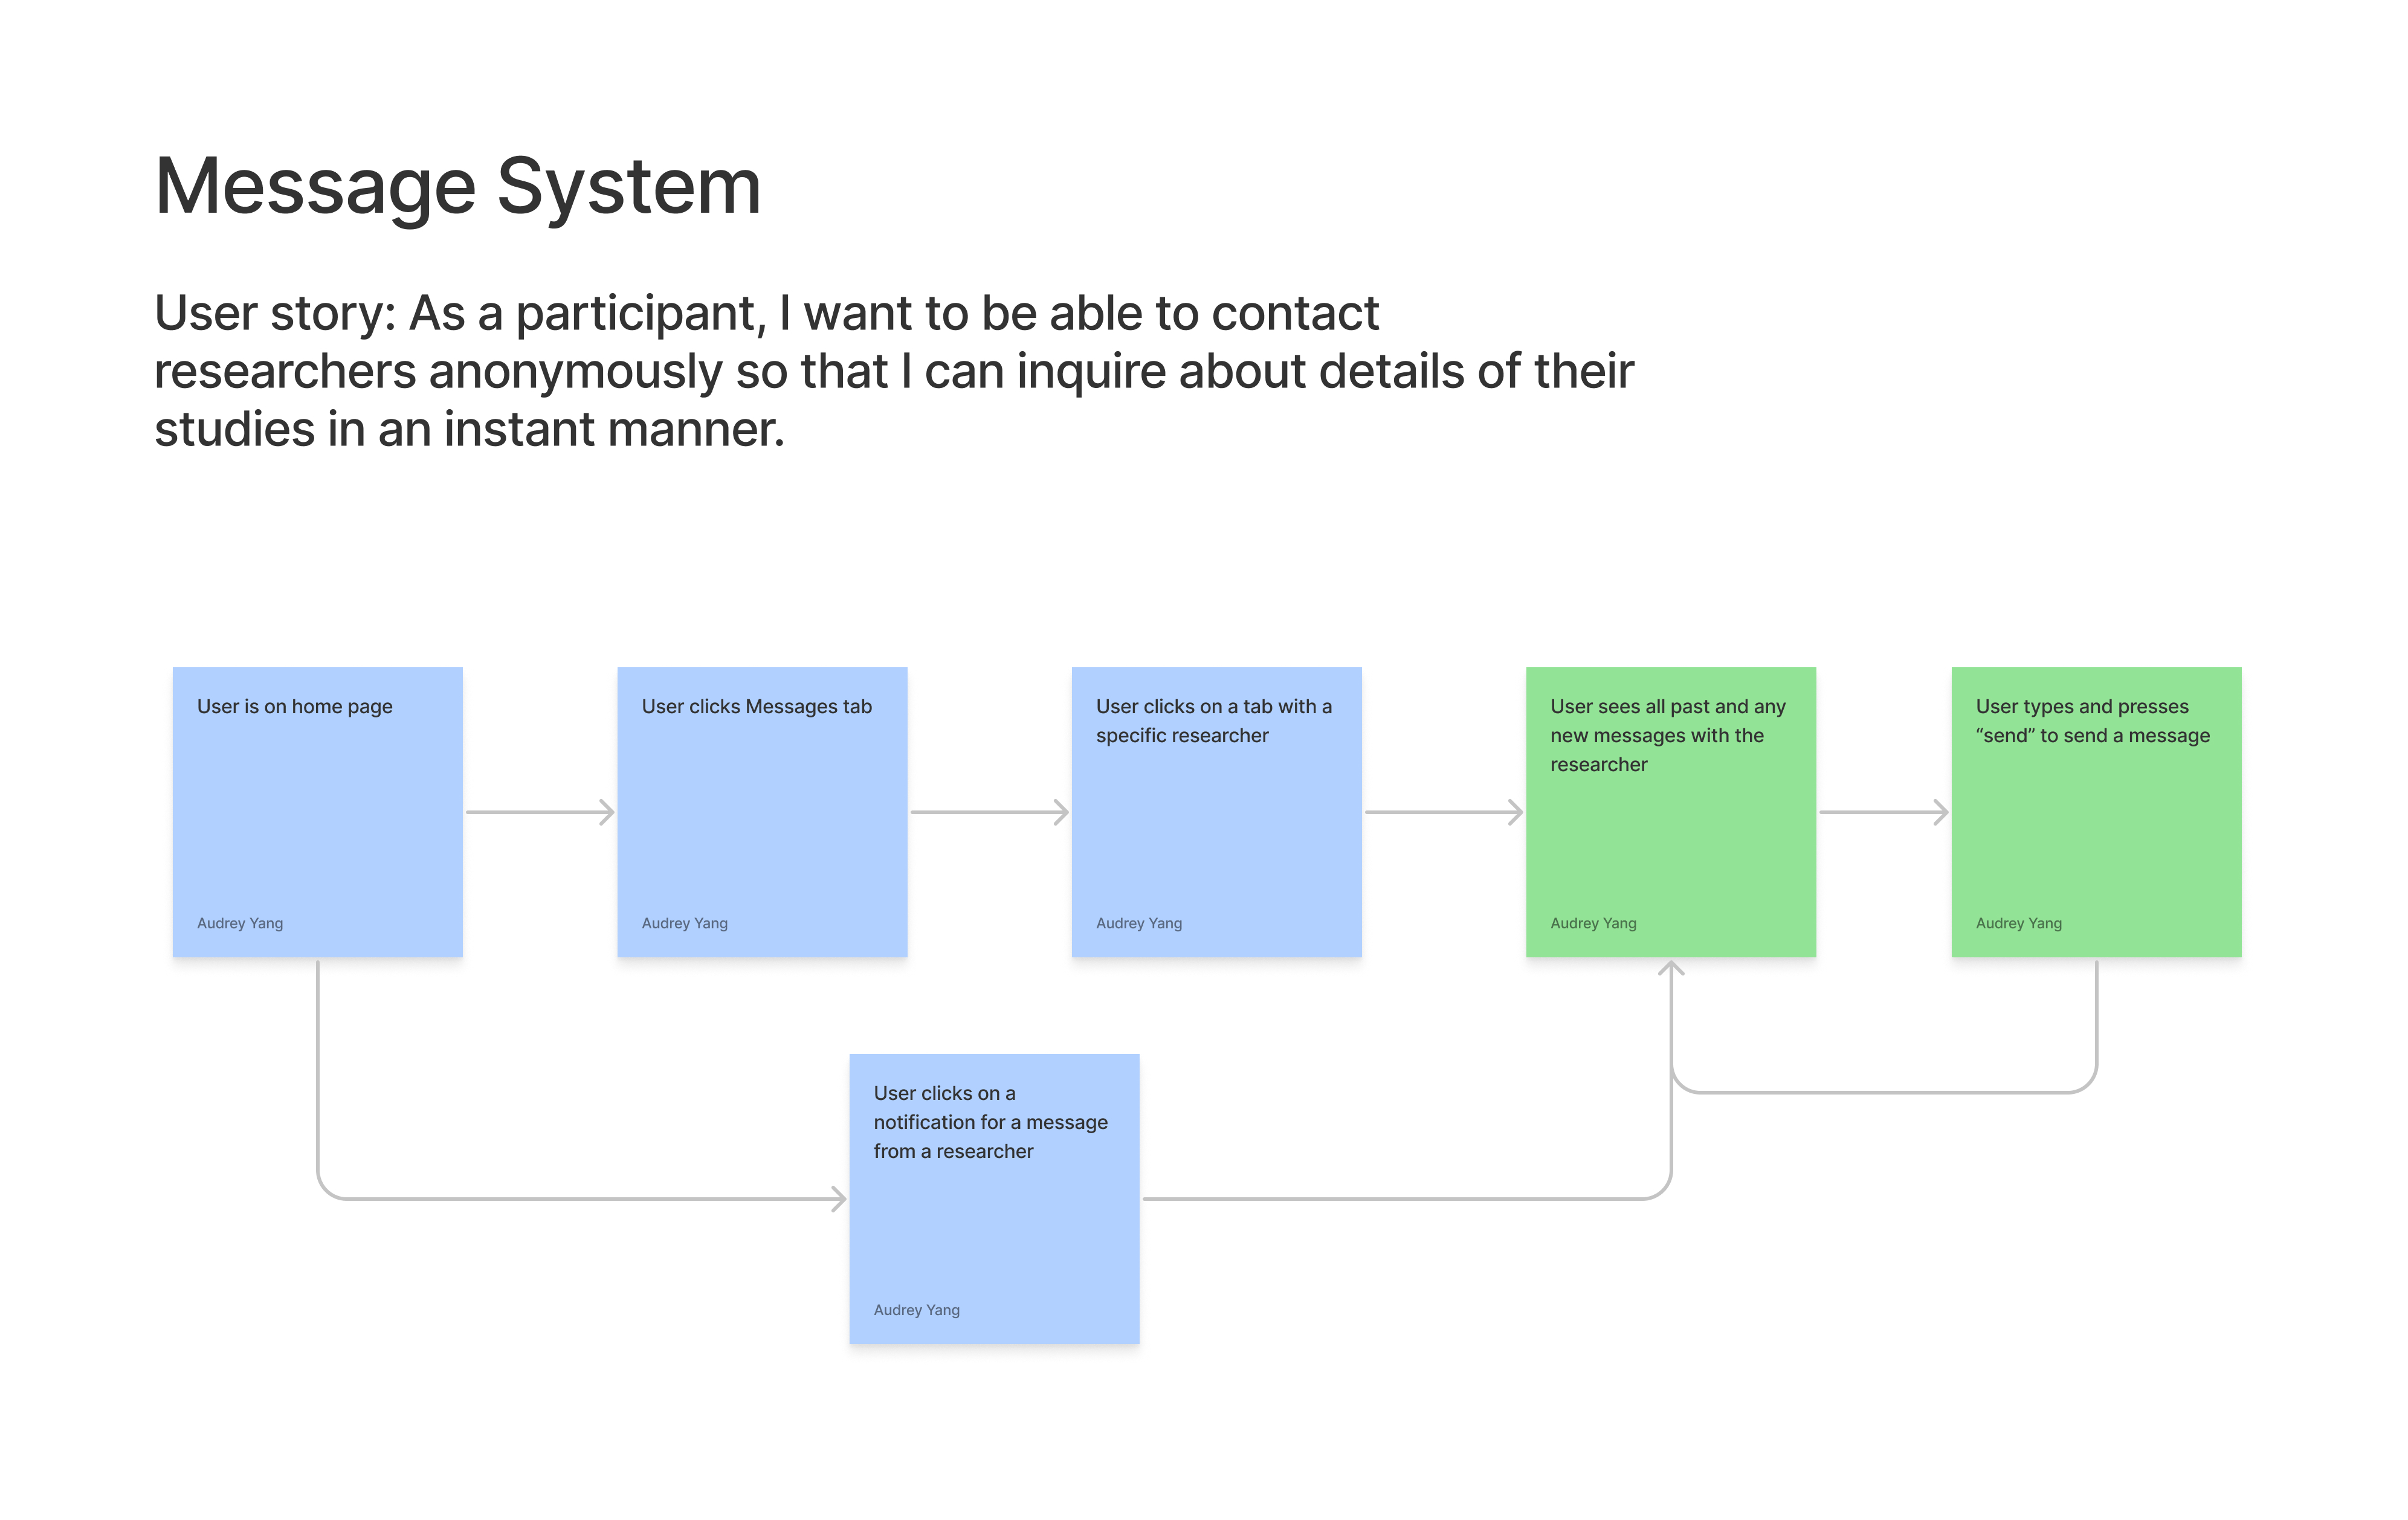 Message System
User story: As a participant, I want to be able to contact
researchers anonymously so that I can inquire about details of their
studies in an instant manner.
User is on home page
Audrey Yang
User clicks Messages tab
Audrey Yang
User clicks on a tab with a
specific researcher
Audrey Yang
User sees all past and any
new messages with the
researcher
Audrey Yang
User types and presses
“send” to send a message
Audrey Yang
User clicks on a
notification for a message
from a researcher
Audrey Yang